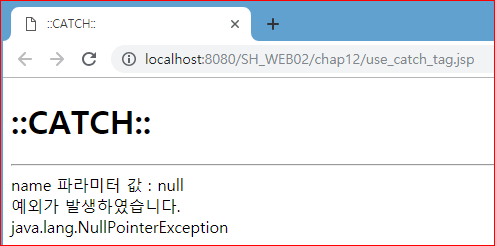 ::CATCH::
localhost:8080/SH_WEB02/chap12/use_catch_tag.jsp
::CATCH::
name 파라미터 값 : null
예외가 발생하였습니다.
java.lang.NullPointerException